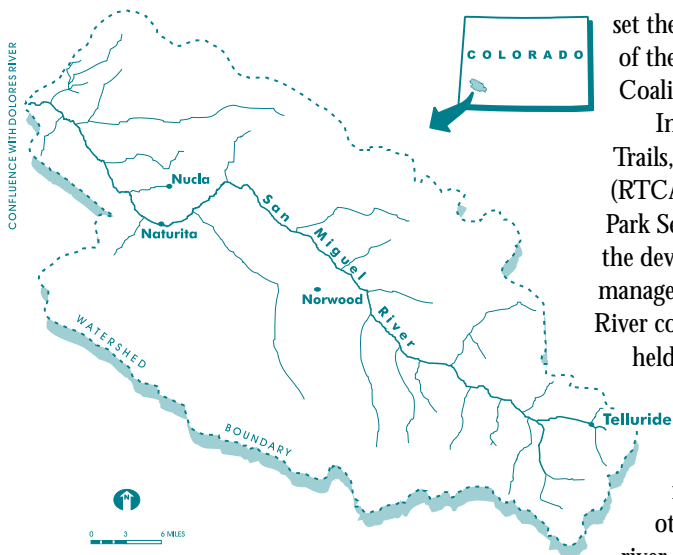 CONFLUENCE WITH DOLORES RIVER
COLORADO
Nucla
Naturita
San Miguel River
Norwood
Telluride
WATERSHED BOUNDARY
N
0 3 6 MILES
set the
of the
Coali
In
Trails,
(RTCA
Park Se
the dev
manage
River co
held
ot
river